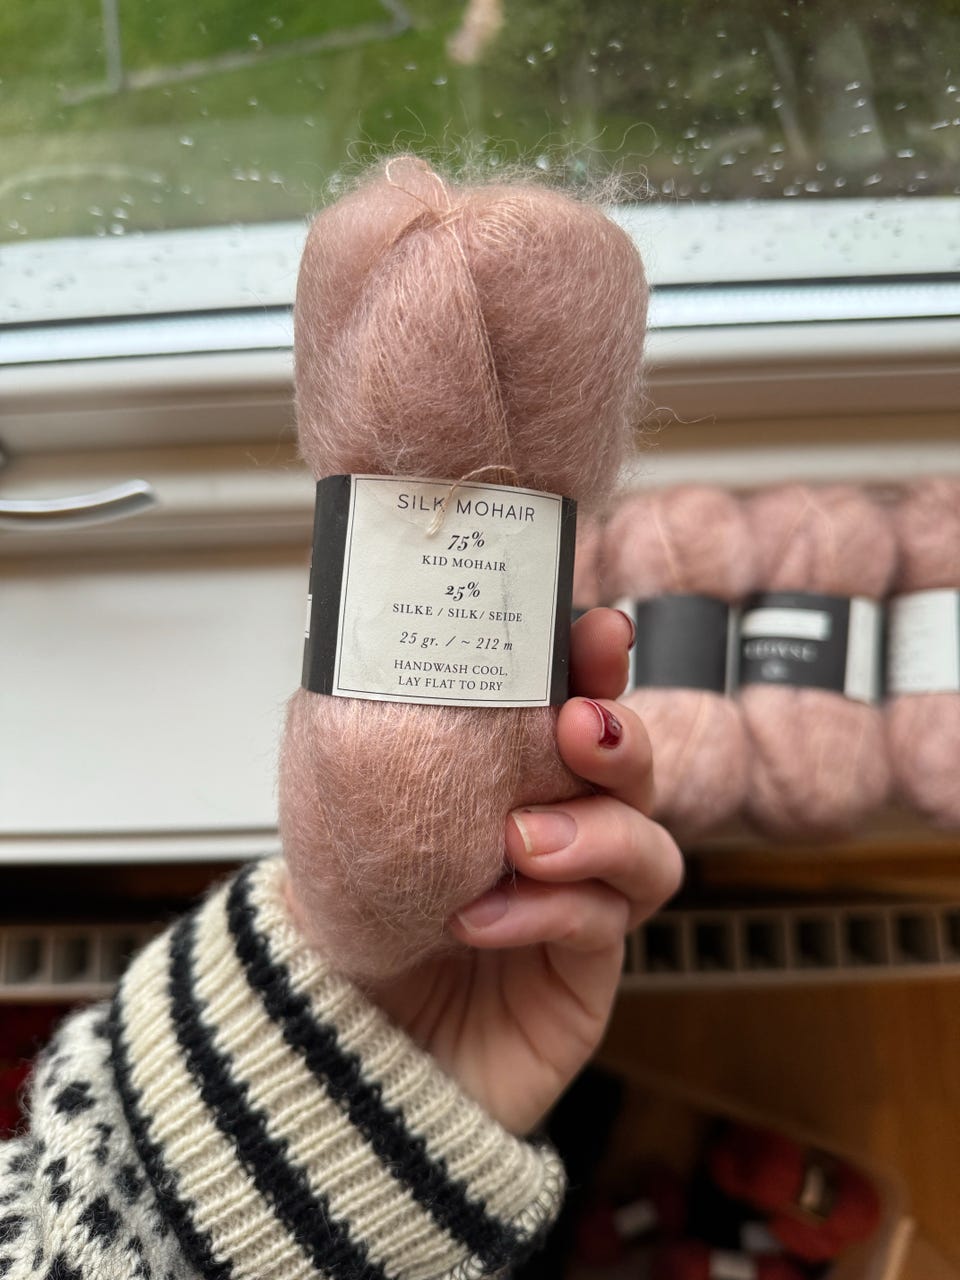 SILK MOHAIR
75%
KID MOHAIR
25%
SILKE / SILK/ SEIDE
25 gr. / ~ 212 m
HANDWASH COOL,
LAY FLAT TO DRY